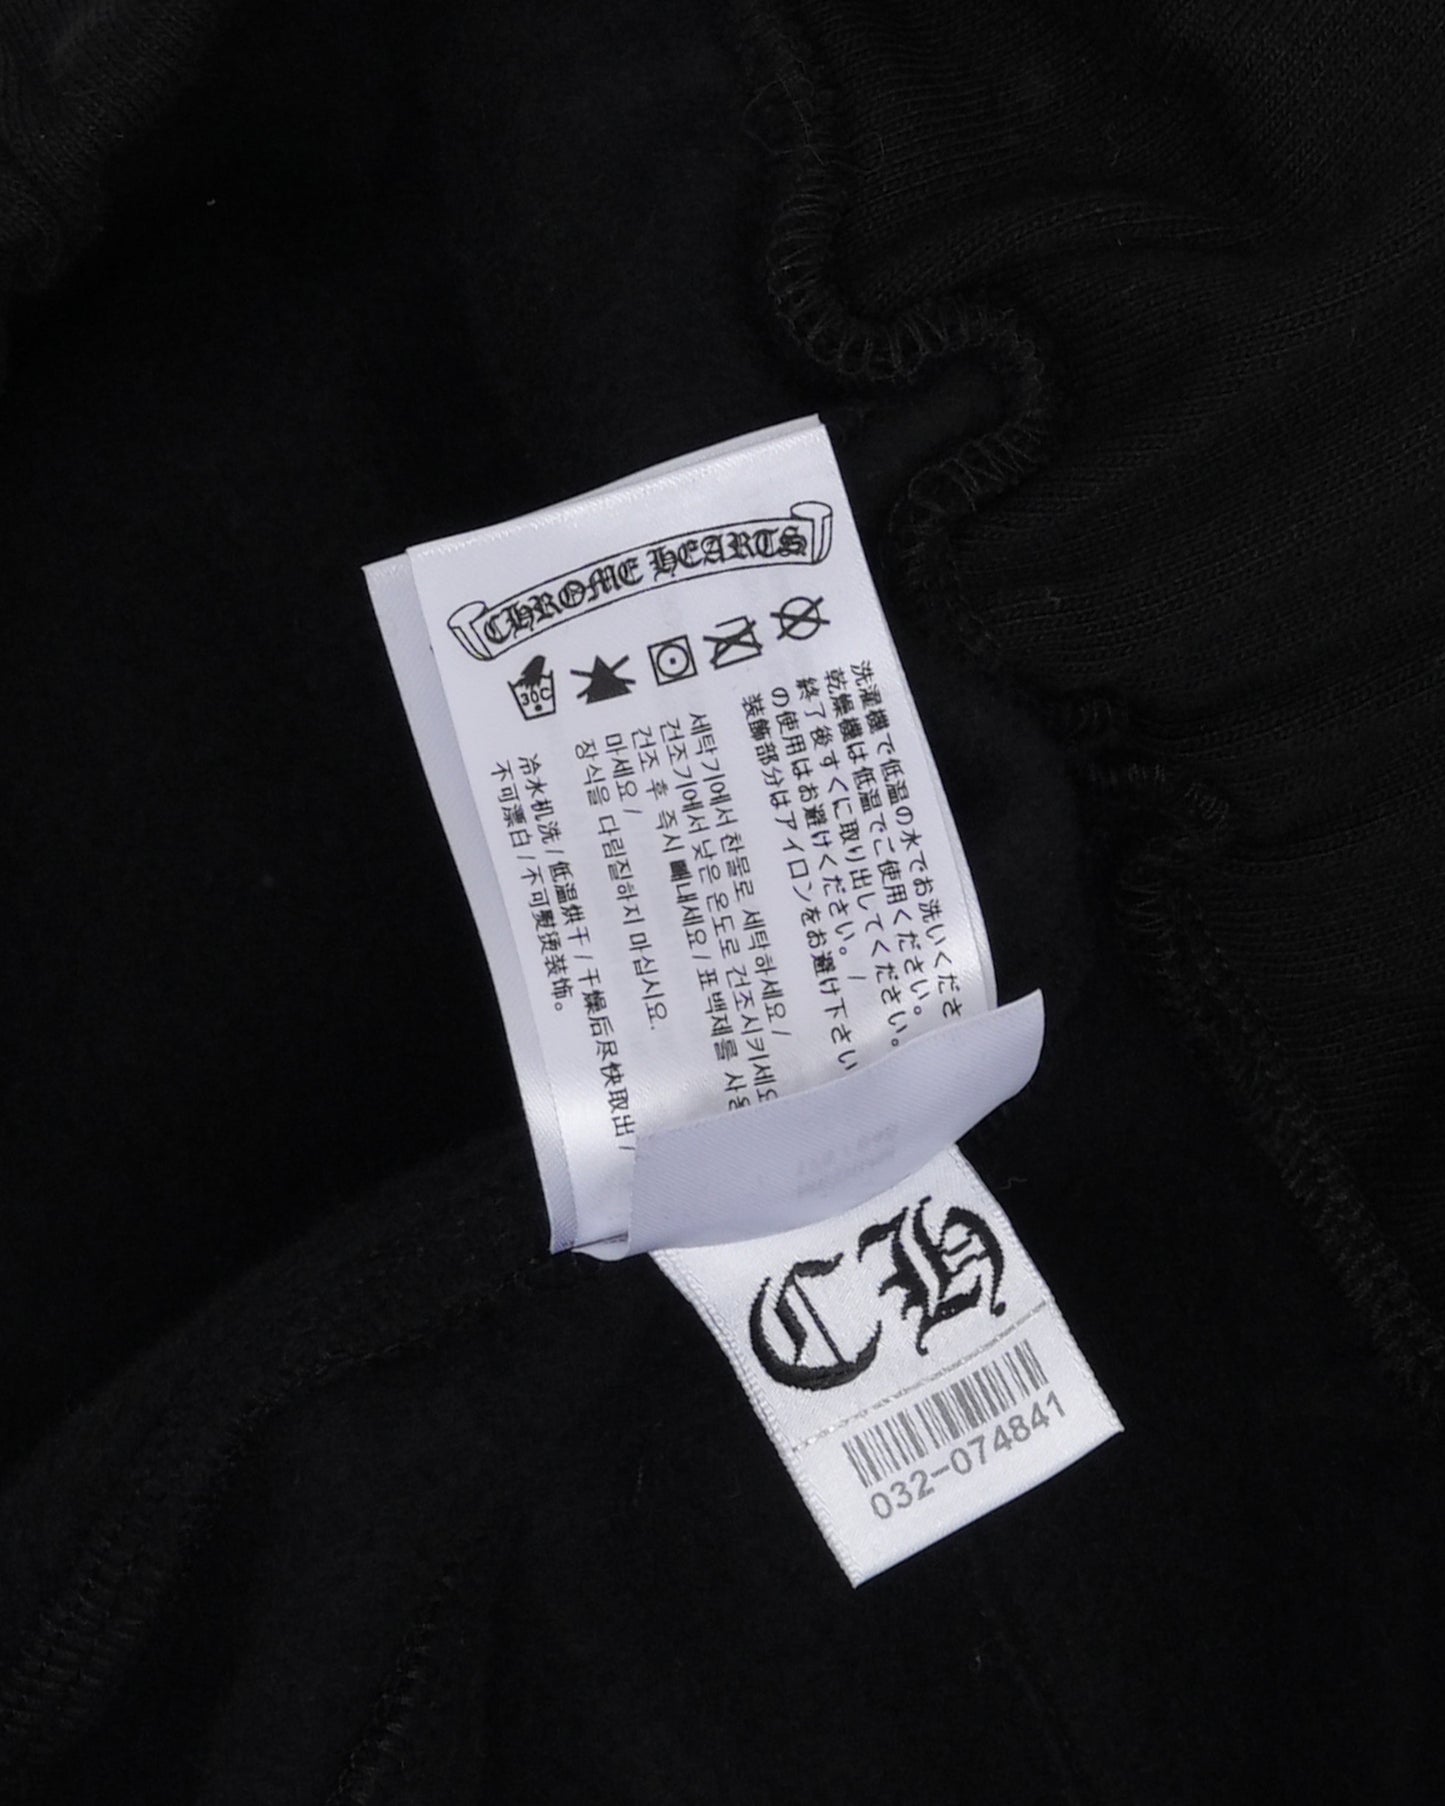 CHROME HEARTS
30C
洗濯機で低温の水でお洗いくださ
乾燥機は低温でご使用ください。
終了後すぐに取り出してください。
の使用はお避けください。 /
装飾部分はアイロンをお避け下さい
세탁기에서 찬물로 세탁하세요 /
건조기에서 낮은 온도로 건조시키세요
건조 후 즉시 빼내세요 / 표백제를 사용
마세요 /
장식을 다림질하지 마십시요.
冷水机洗 / 低温烘干 / 干燥后尽快取出 /
不可漂白 / 不可熨烫装饰。
CH
032-074841